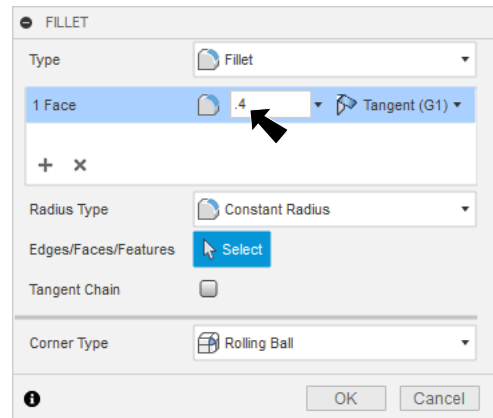 FILLET
Type Fillet
1 Face .4 Tangent (G1)
Radius Type Constant Radius
Edges/Faces/Features Select
Tangent Chain
Corner Type Rolling Ball
OK Cancel